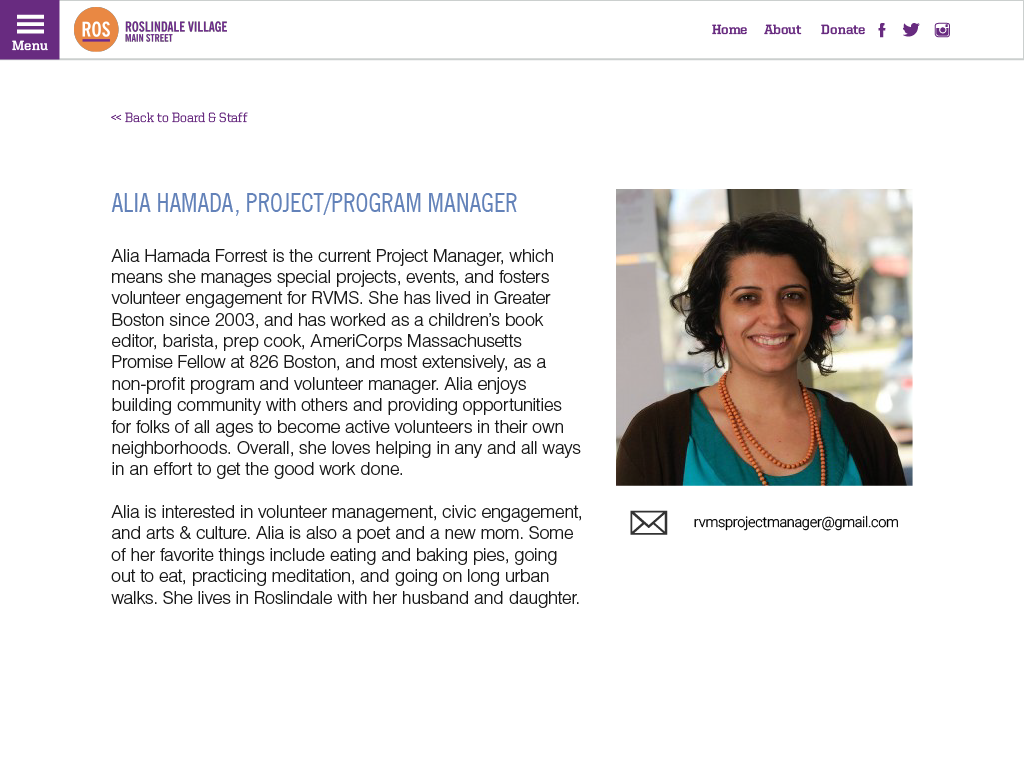 Menu
ROS
ROSLINDALE VILLAGE
MAIN STREET
Home About Donate
<< Back to Board & Staff
ALIA HAMADA, PROJECT/PROGRAM MANAGER
Alia Hamada Forrest is the current Project Manager, which
means she manages special projects, events, and fosters
volunteer engagement for RVMS. She has lived in Greater
Boston since 2003, and has worked as a children’s book
editor, barista, prep cook, AmeriCorps Massachusetts
Promise Fellow at 826 Boston, and most extensively, as a
non-profit program and volunteer manager. Alia enjoys
building community with others and providing opportunities
for folks of all ages to become active volunteers in their own
neighborhoods. Overall, she loves helping in any and all ways
in an effort to get the good work done.
Alia is interested in volunteer management, civic engagement,
and arts & culture. Alia is also a poet and a new mom. Some
of her favorite things include eating and baking pies, going
out to eat, practicing meditation, and going on long urban
walks. She lives in Roslindale with her husband and daughter.
rvmsprojectmanager@gmail.com